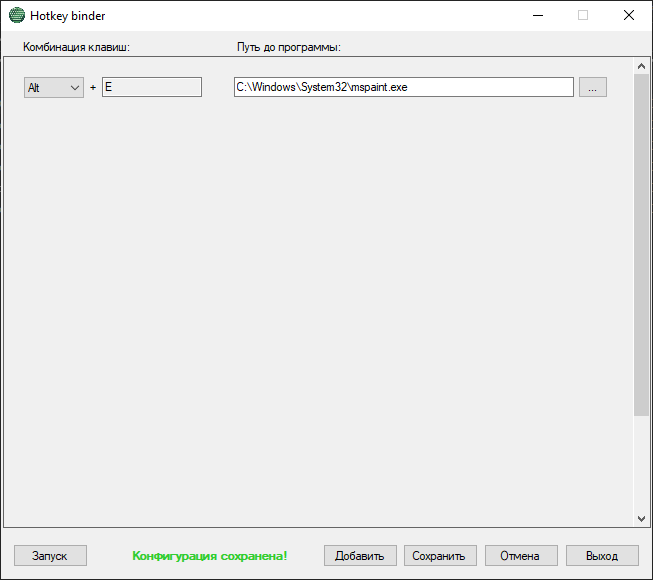 Hotkey binder
Комбинация клавиш: Путь до программы:
Alt + E C:\Windows\System32\mspaint.exe ...
Запуск Конфигурация сохранена! Добавить Сохранить Отмена Выход